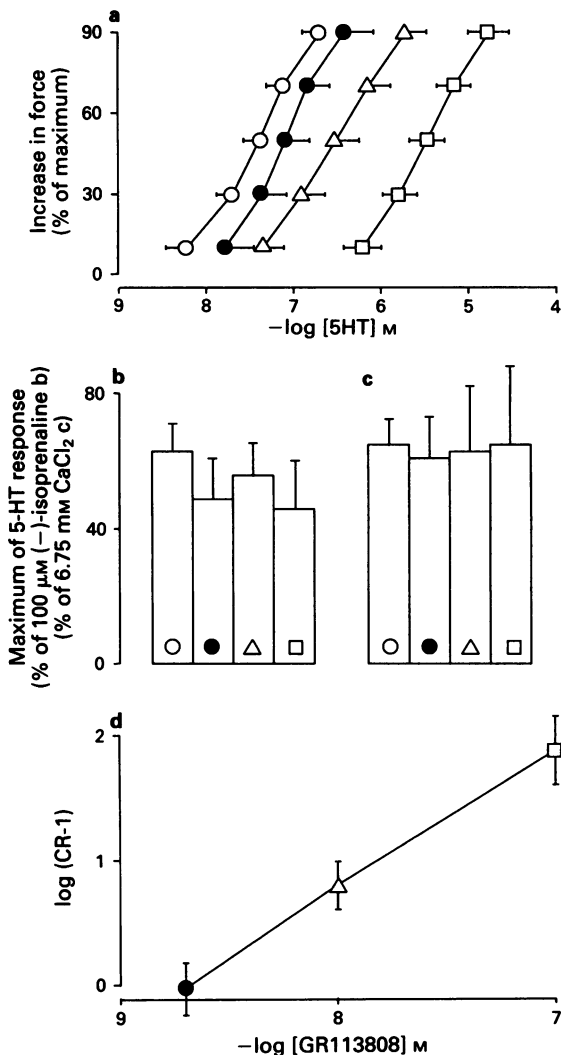 a
Increase in force
(% of maximum)
90
60
30
0
9 8 7 6 5 4
−log [5HT] M
b
c
Maximum of 5-HT response
(% of 100 µM (−)-isoprenaline b)
(% of 6.75 mM CaCl₂ c)
80
40
0
d
log (CR-1)
2
1
0
9 8 7
−log [GR113808] M